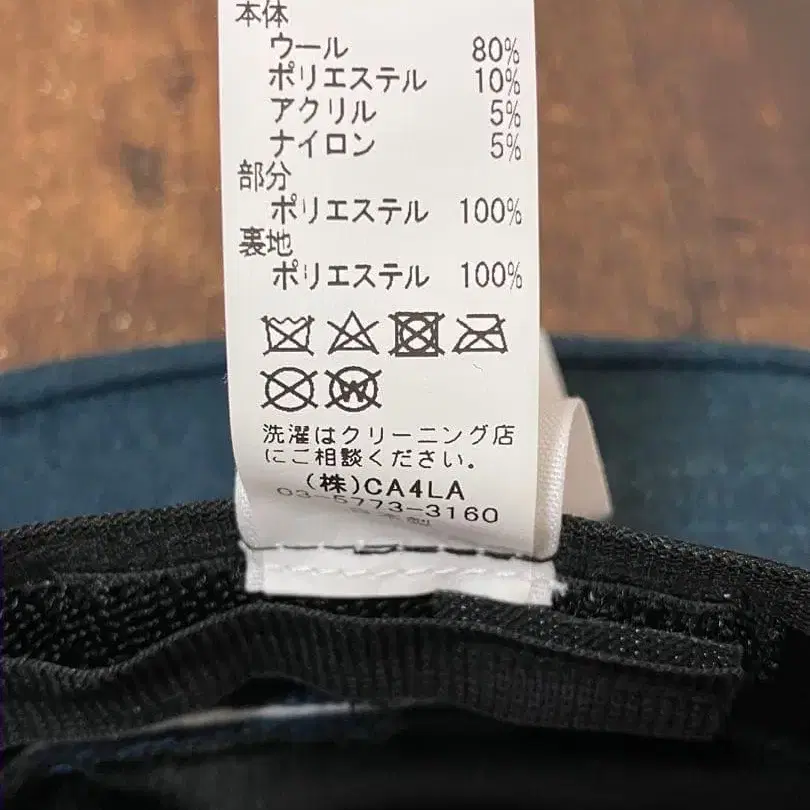 本体
ウール 80%
ポリエステル 10%
アクリル 5%
ナイロン 5%
部分
ポリエステル 100%
裏地
ポリエステル 100%
洗濯はクリーニング店
にご相談ください。
(株)CA4LA
03-5773-3160